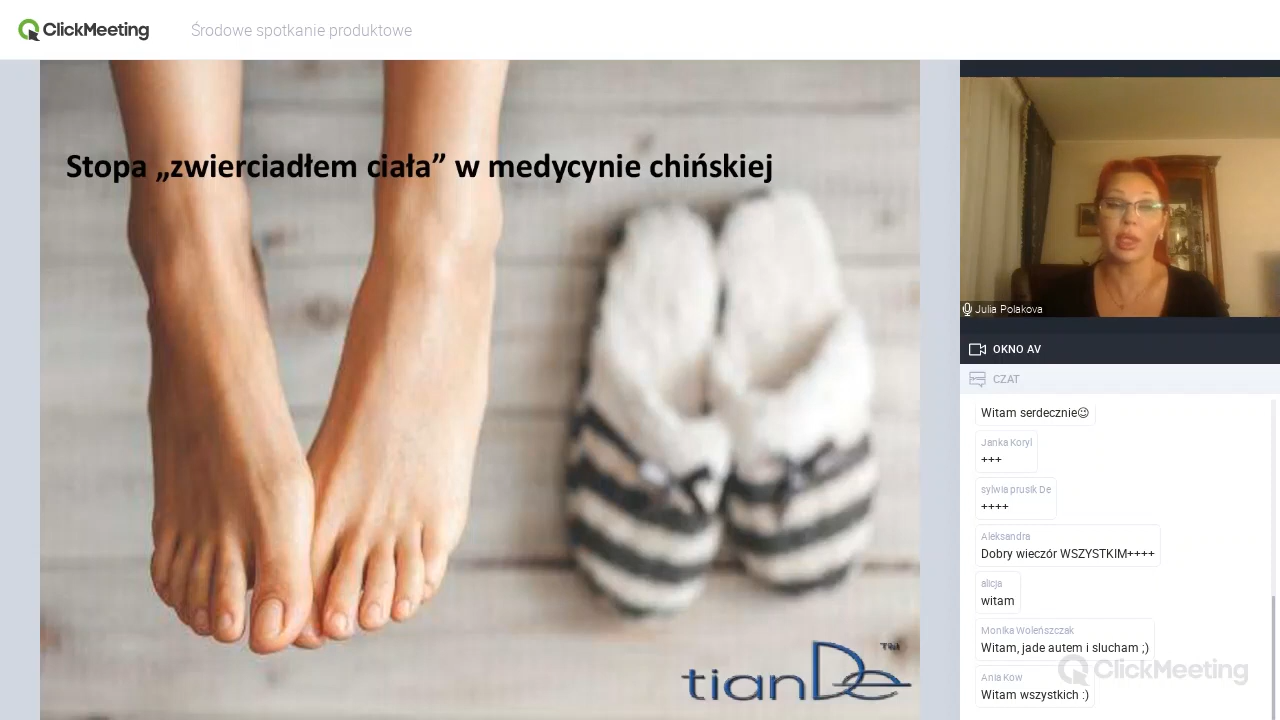 ClickMeeting
Środowe spotkanie produktowe
Stopa „zwierciadłem ciała” w medycynie chińskiej
tianDe™
Julia Polakova
OKNO AV
CZAT
Witam serdecznie☺
Janka Koryl
+++
sylwia prusik De
++++
Aleksandra
Dobry wieczór WSZYSTKIM++++
alicja
witam
Monika Woleńszczak
Witam, jade autem i slucham ;)
Ania Kow
Witam wszystkich :)
ClickMeeting